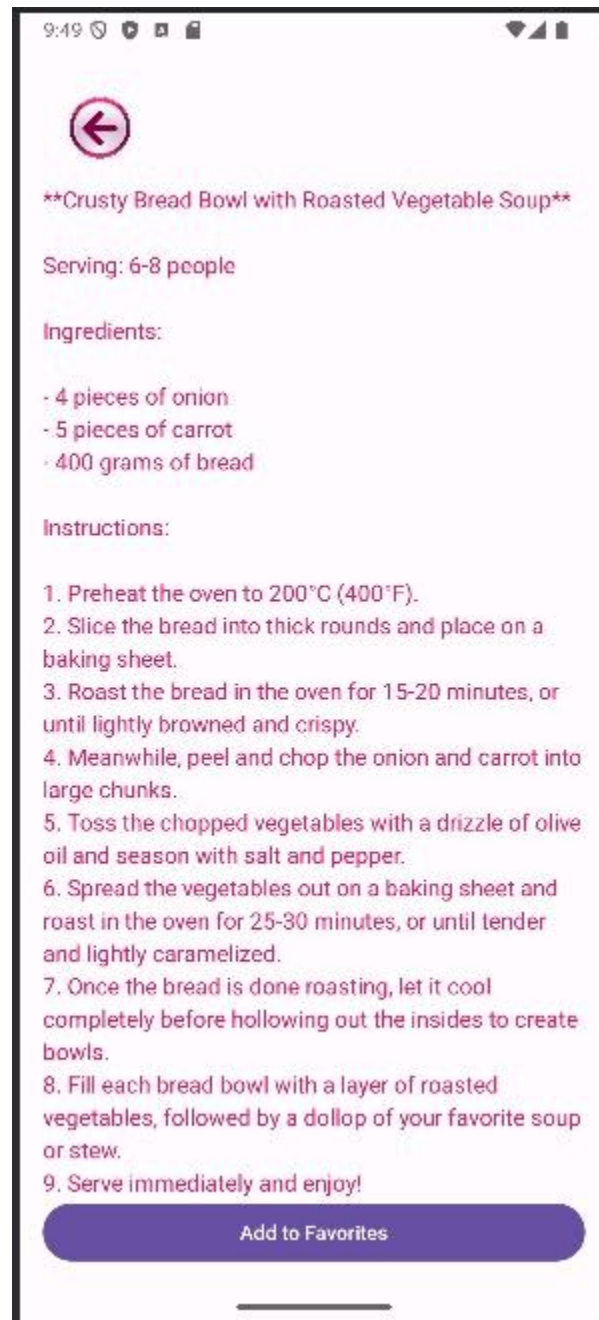 9:49
**Crusty Bread Bowl with Roasted Vegetable Soup**
Serving: 6-8 people
Ingredients:
- 4 pieces of onion
- 5 pieces of carrot
- 400 grams of bread
Instructions:
1. Preheat the oven to 200°C (400°F).
2. Slice the bread into thick rounds and place on a
baking sheet.
3. Roast the bread in the oven for 15-20 minutes, or
until lightly browned and crispy.
4. Meanwhile, peel and chop the onion and carrot into
large chunks.
5. Toss the chopped vegetables with a drizzle of olive
oil and season with salt and pepper.
6. Spread the vegetables out on a baking sheet and
roast in the oven for 25-30 minutes, or until tender
and lightly caramelized.
7. Once the bread is done roasting, let it cool
completely before hollowing out the insides to create
bowls.
8. Fill each bread bowl with a layer of roasted
vegetables, followed by a dollop of your favorite soup
or stew.
9. Serve immediately and enjoy!
Add to Favorites